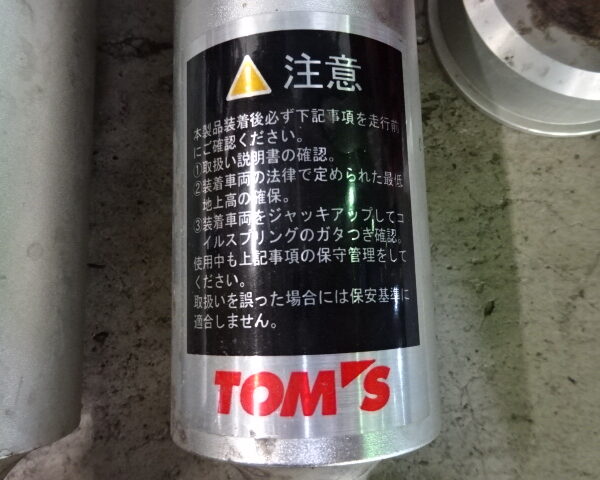 注意
本製品装着後必ず下記事項を走行前
にご確認ください。
①取扱い説明書の確認。
②装着車両の法律で定められた最低
地上高の確保。
③装着車両をジャッキアップしてコ
イルスプリングのガタつき確認。
使用中も上記事項の保守管理をして
ください。
取扱いを誤った場合には保安基準に
適合しません。
TOM'S